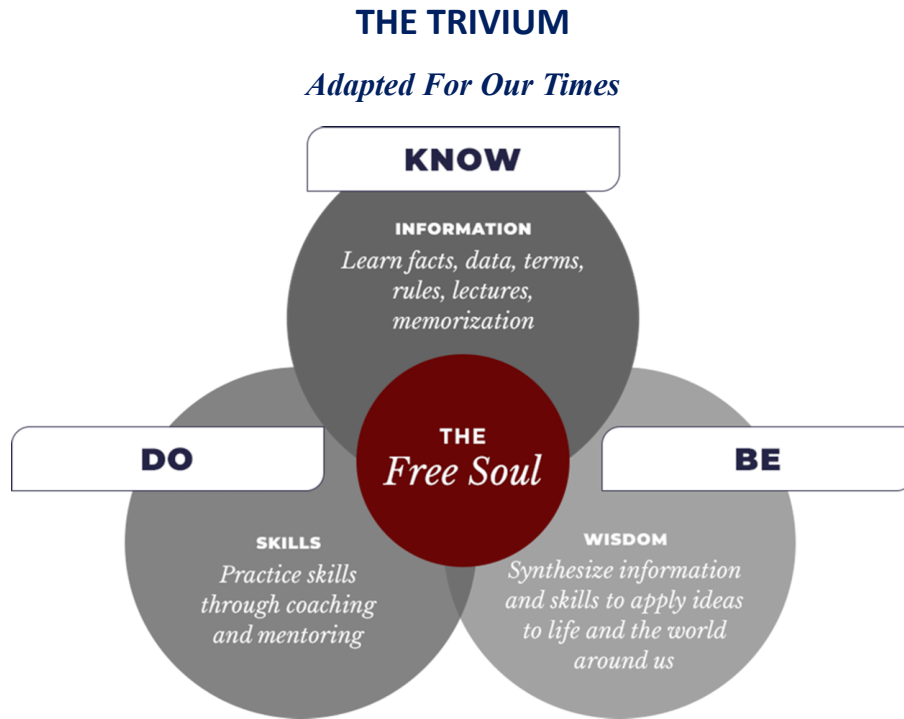 THE TRIVIUM
Adapted For Our Times
KNOW
INFORMATION
Learn facts, data, terms,
rules, lectures,
memorization
THE
Free Soul
DO
SKILLS
Practice skills
through coaching
and mentoring
BE
WISDOM
Synthesize information
and skills to apply ideas
to life and the world
around us